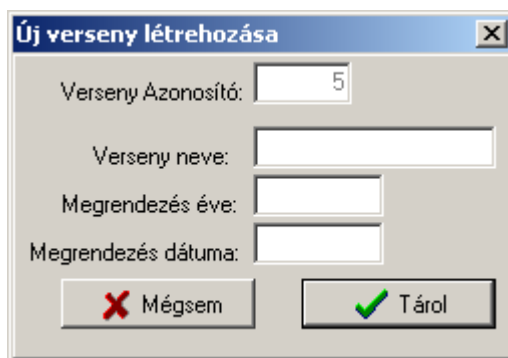 Új verseny létrehozása
Verseny Azonosító: 5
Verseny neve:
Megrendezés éve:
Megrendezés dátuma:
Mégsem Tárol